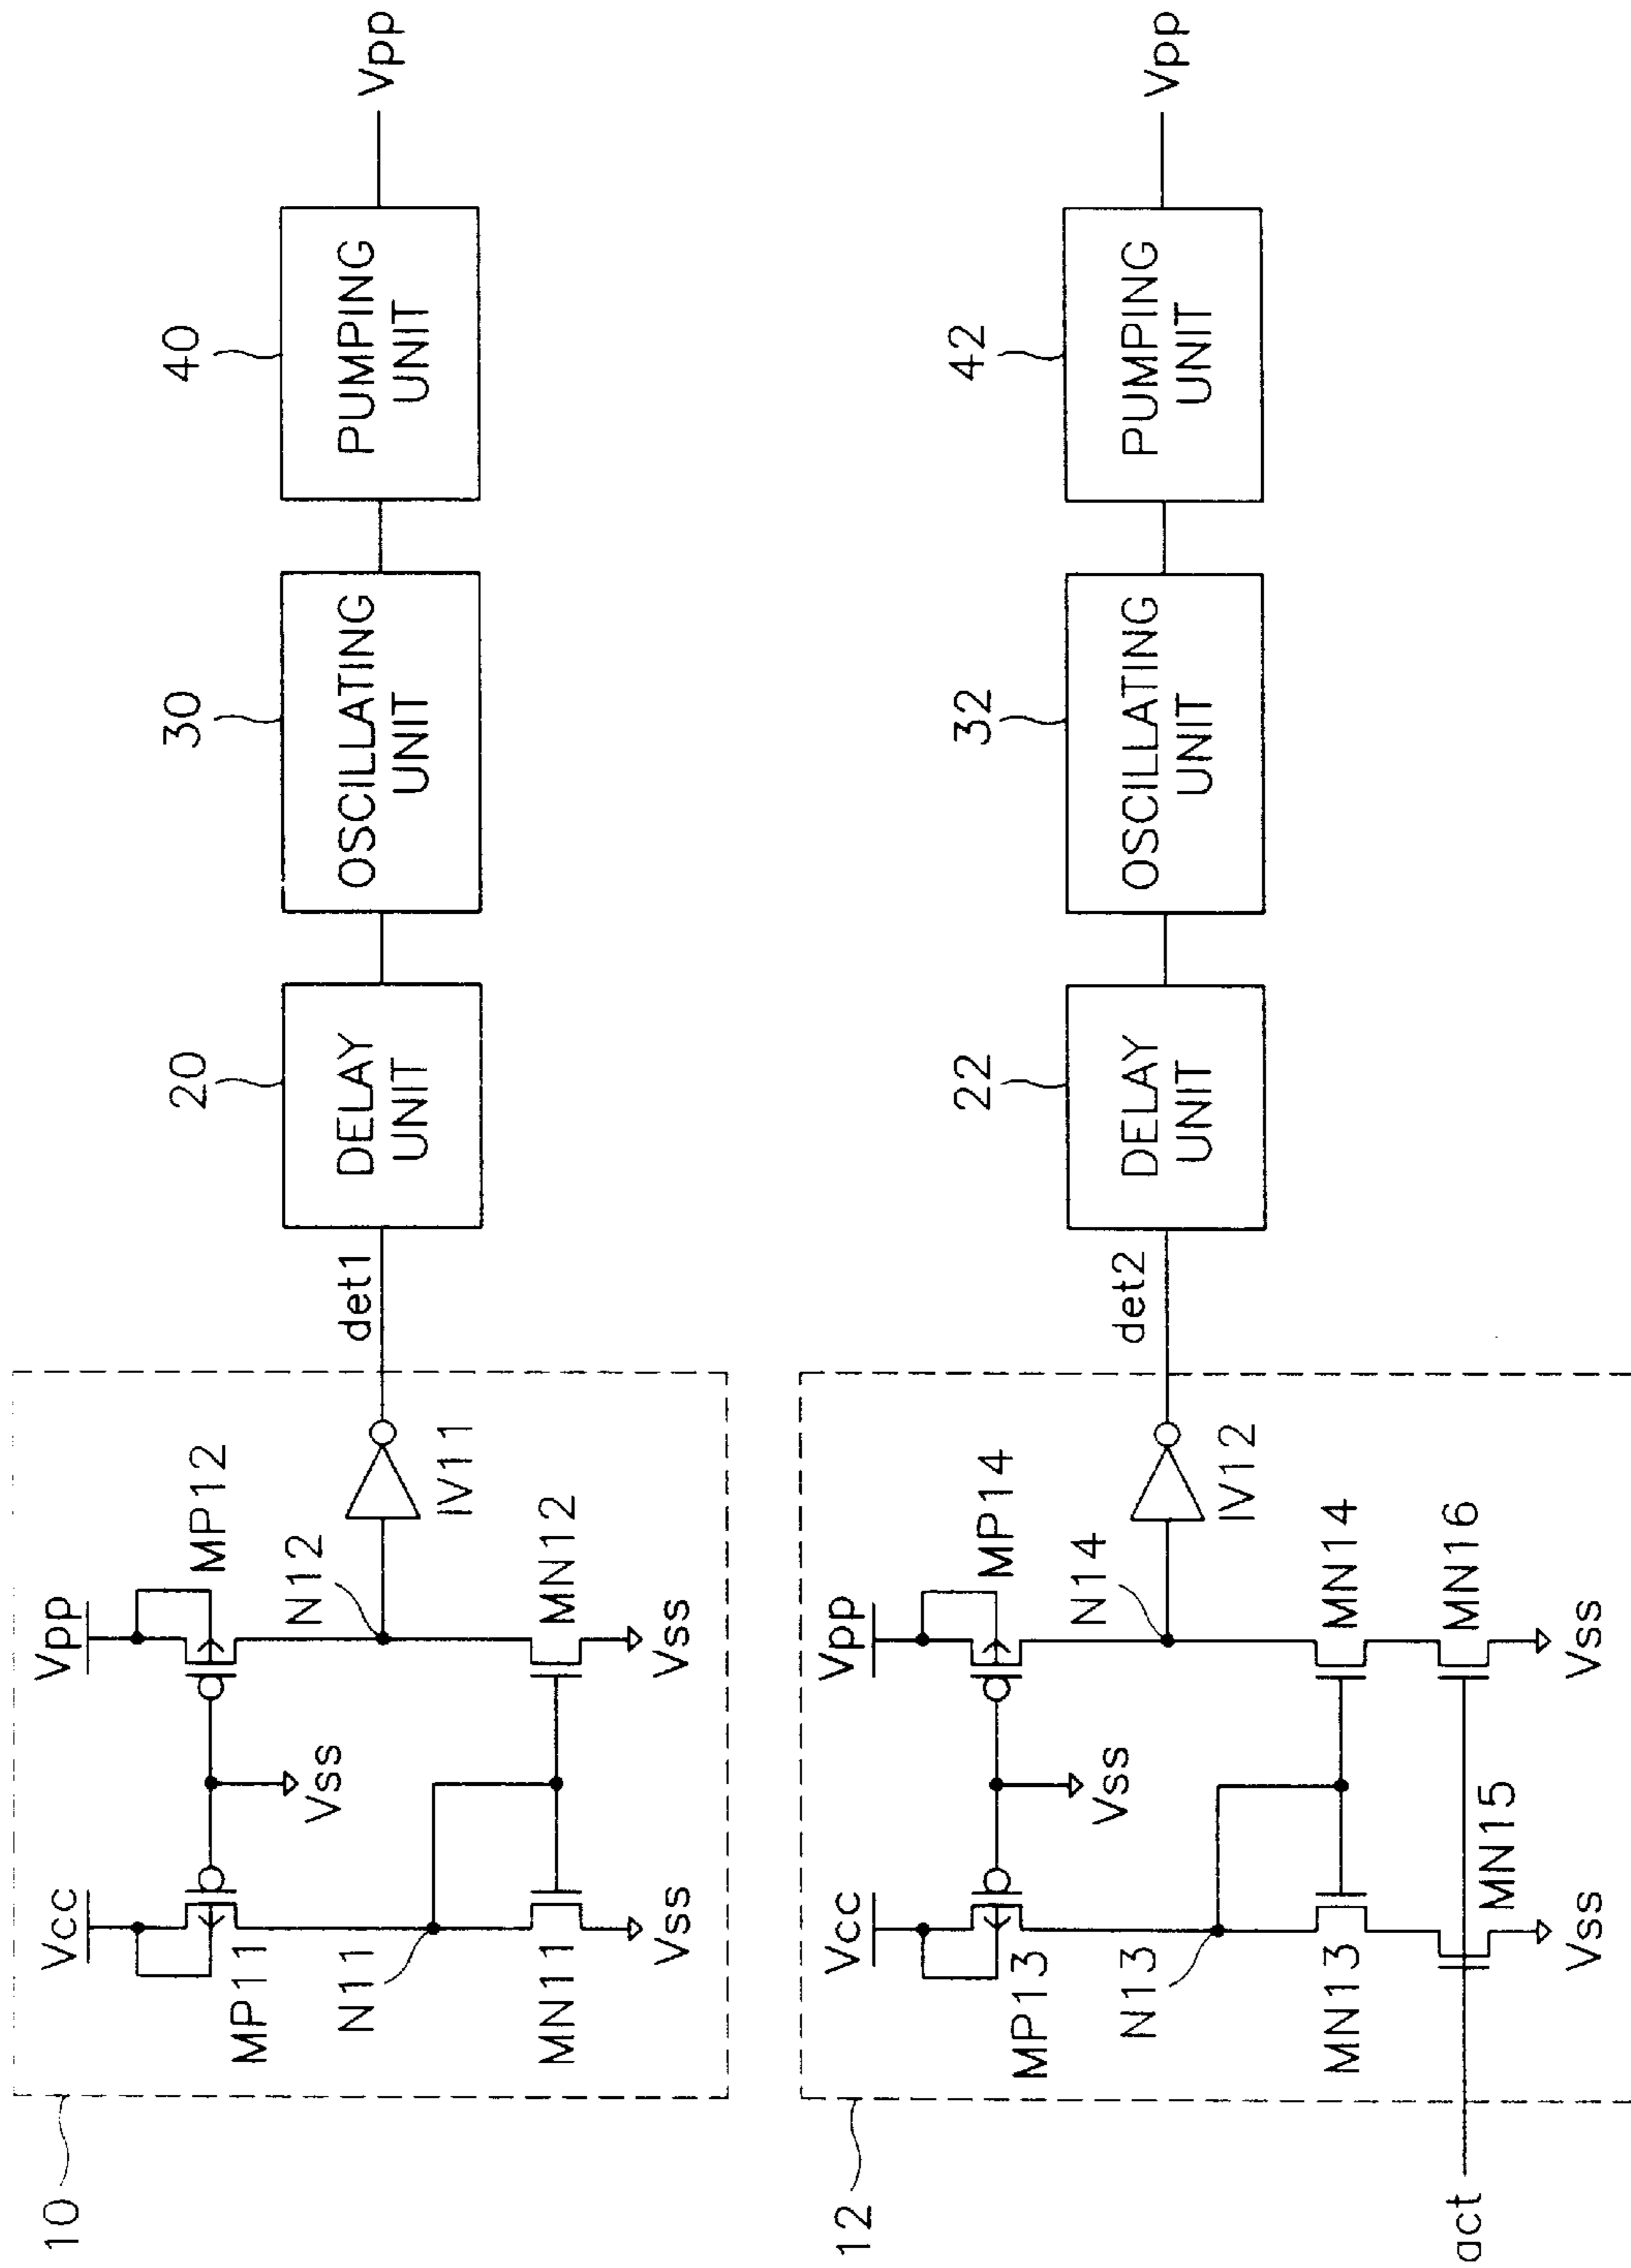 10
Vcc
Vpp
MP11
MP12
Vss
N11
N12
MN11
MN12
IV11
Vss
Vss
det1
20
DELAY
UNIT
30
OSCILLATING
UNIT
40
PUMPING
UNIT
Vpp
12
Vcc
Vpp
MP13
MP14
Vss
N13
N14
MN13
MN14
IV12
MN15
MN16
Vss
Vss
act
det2
22
DELAY
UNIT
32
OSCILLATING
UNIT
42
PUMPING
UNIT
Vpp